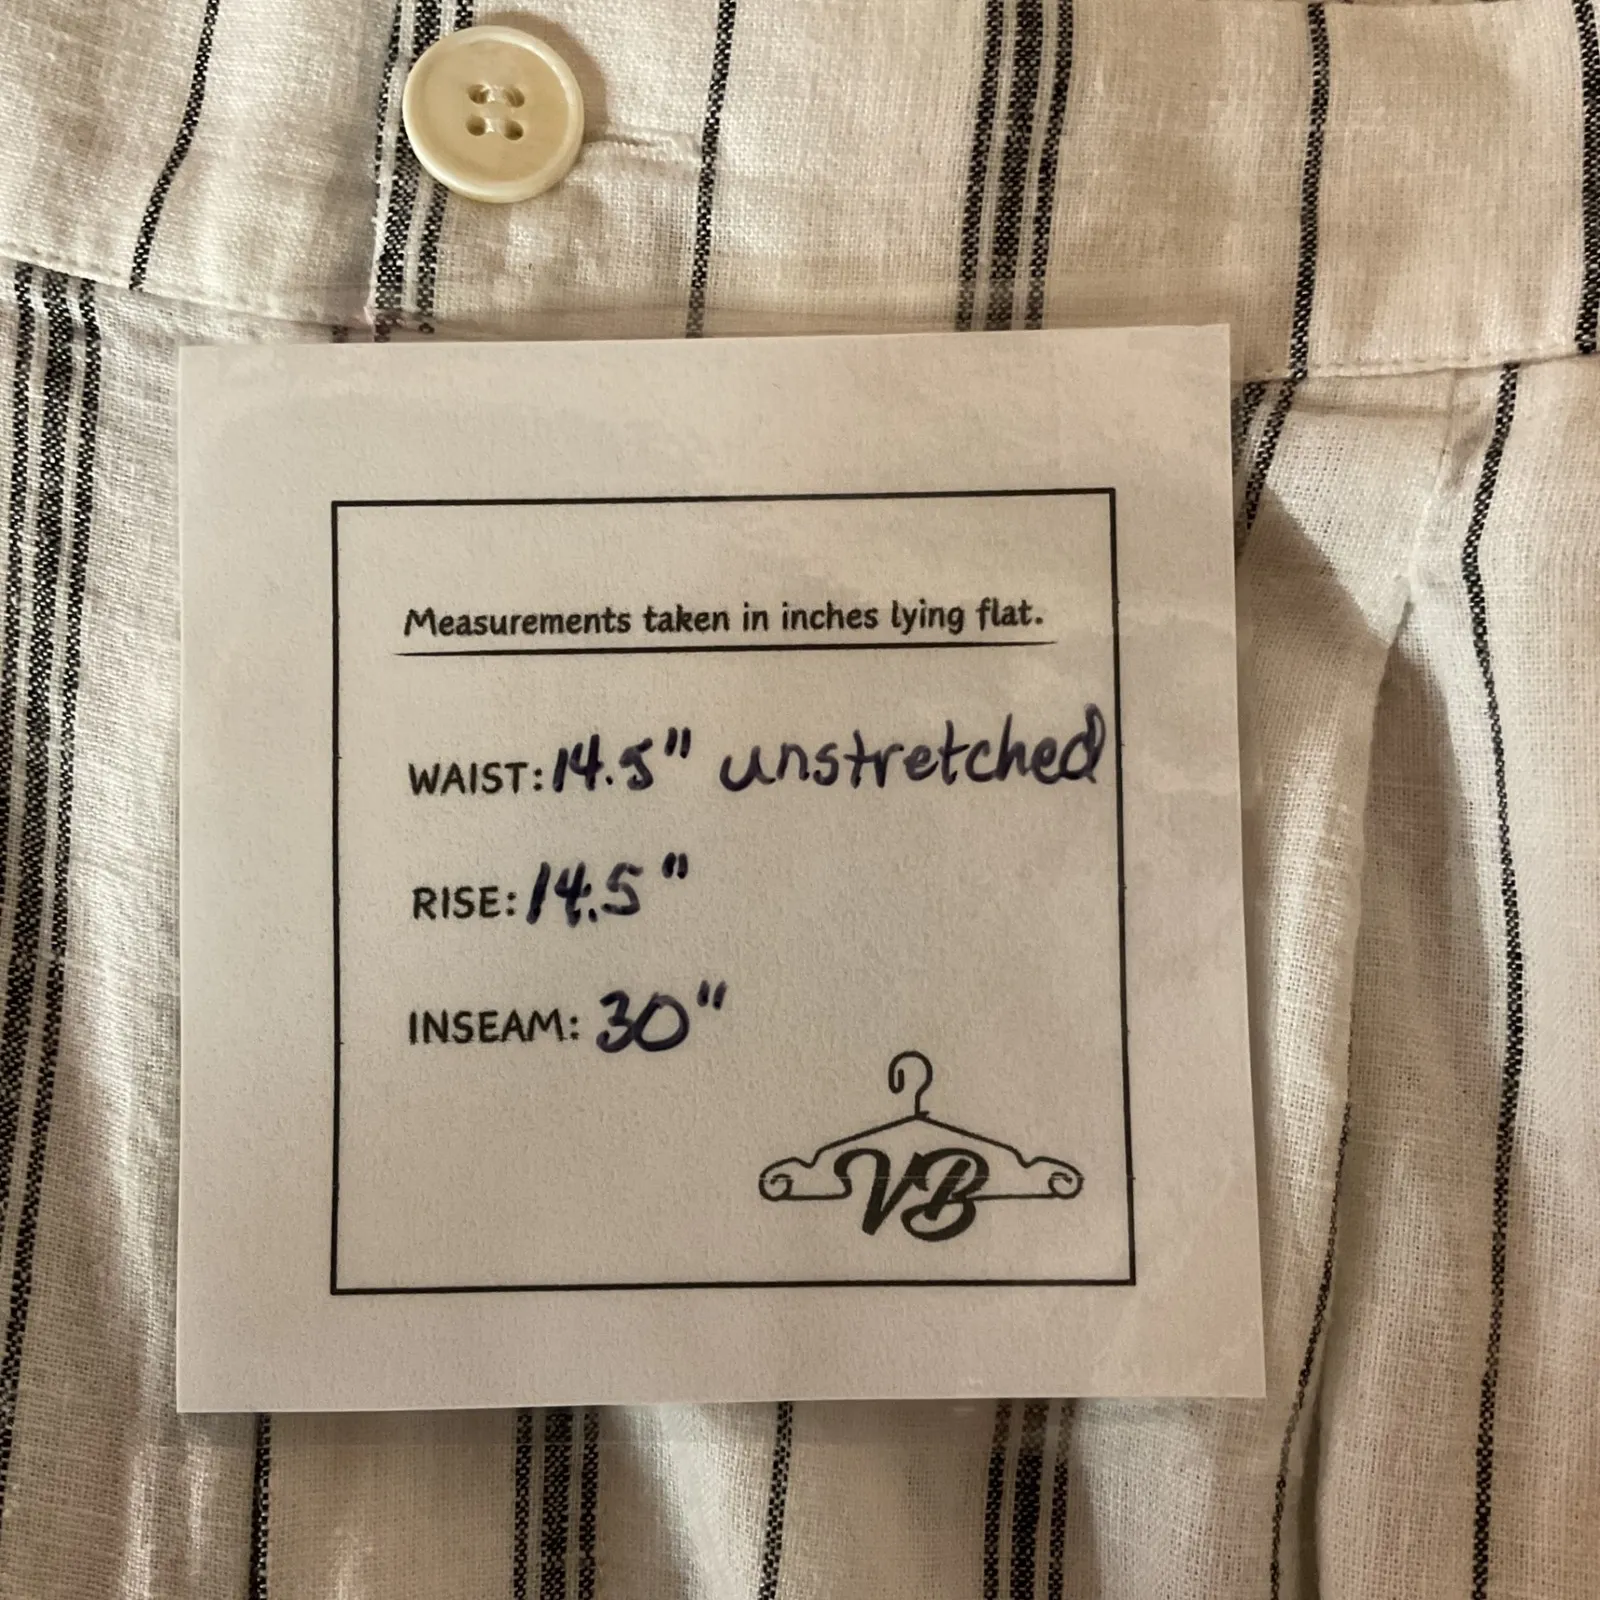 Measurements taken in inches lying flat.
WAIST: 14.5" unstretched
RISE: 14.5"
INSEAM: 30"
VB